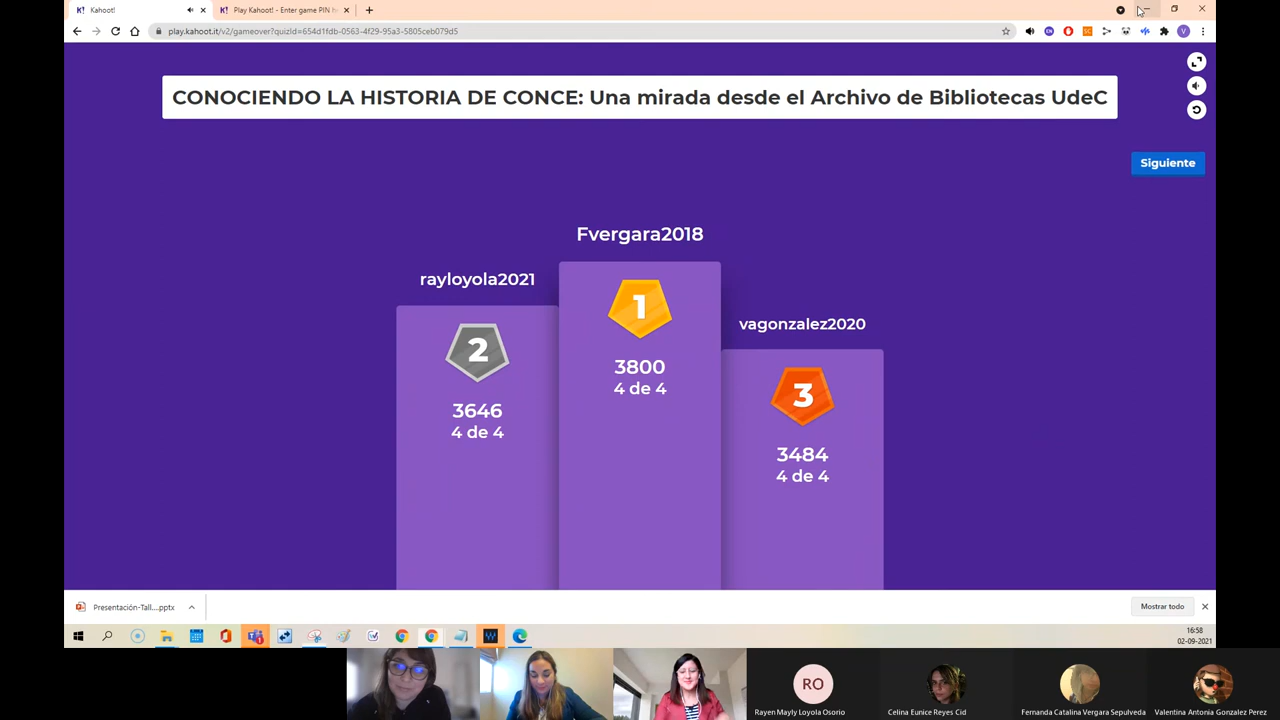 Kahoot!
Play Kahoot! - Enter game PIN h
play.kahoot.it/v2/gameover?quizId=654d1fdb-0563-4f29-95a3-5805ceb079d5
V
CONOCIENDO LA HISTORIA DE CONCE: Una mirada desde el Archivo de Bibliotecas UdeC
Siguiente
Fvergara2018
rayloyola2021
vagonzalez2020
1
2
3
3800
4 de 4
3646
4 de 4
3484
4 de 4
Presentación-Tall....pptx
Mostrar todo
16:58
02-09-2021
RO
Rayen Mayly Loyola Osorio
Celina Eunice Reyes Cid
Fernanda Catalina Vergara Sepulveda
Valentina Antonia Gonzalez Perez